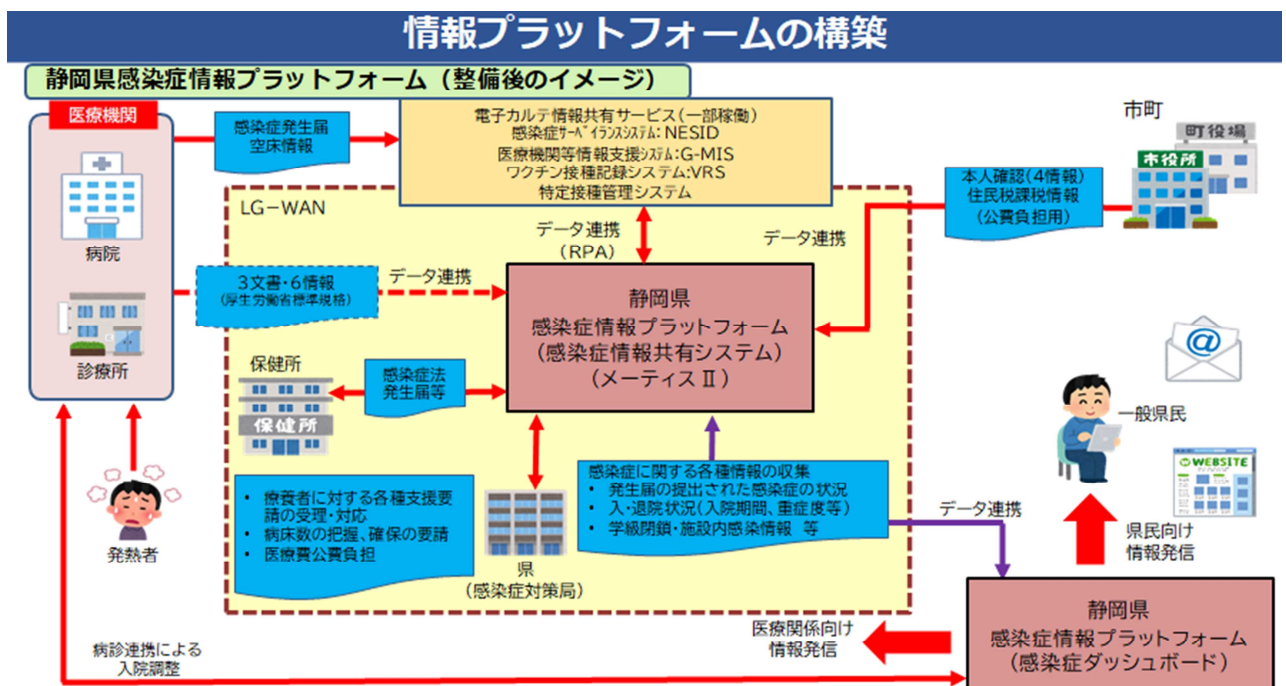 情報プラットフォームの構築
静岡県感染症情報プラットフォーム（整備後のイメージ）
医療機関
病院
診療所
感染症発生届
空床情報
電子カルテ情報共有サービス（一部稼働）
感染症ｻｰﾍﾞｲﾗﾝｽｼｽﾃﾑ：NESID
医療機関等情報支援ｼｽﾃﾑ:G-MIS
ワクチン接種記録システム:VRS
特定接種管理システム
市町
町役場
市役所
本人確認（4情報）
住民税課税情報
（公費負担用）
LG－WAN
データ連携
（RPA）
データ連携
3文書・6情報
（厚生労働省標準規格）
データ連携
静岡県
感染症情報プラットフォーム
（感染症情報共有システム）
（メーティスⅡ）
保健所
保健所
感染症法
発生届等
@
一般県民
WEBSITE
発熱者
・ 療養者に対する各種支援要
請の受理・対応
・ 病床数の把握、確保の要請
・ 医療費公費負担
県
（感染症対策局）
感染症に関する各種情報の収集
・ 発生届の提出された感染症の状況
・ 入・退院状況（入院期間、重症度等）
・ 学級閉鎖・施設内感染情報 等
データ連携
県民向け
情報発信
病診連携による
入院調整
医療関係向け
情報発信
静岡県
感染症情報プラットフォーム
（感染症ダッシュボード）